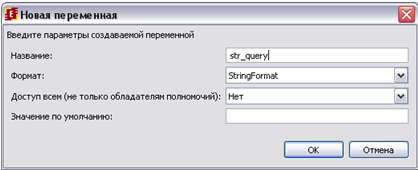 Новая переменная
Введите параметры создаваемой переменной
Название: str_query
Формат: StringFormat
Доступ всем (не только обладателям полномочий): Нет
Значение по умолчанию:
OK Отмена